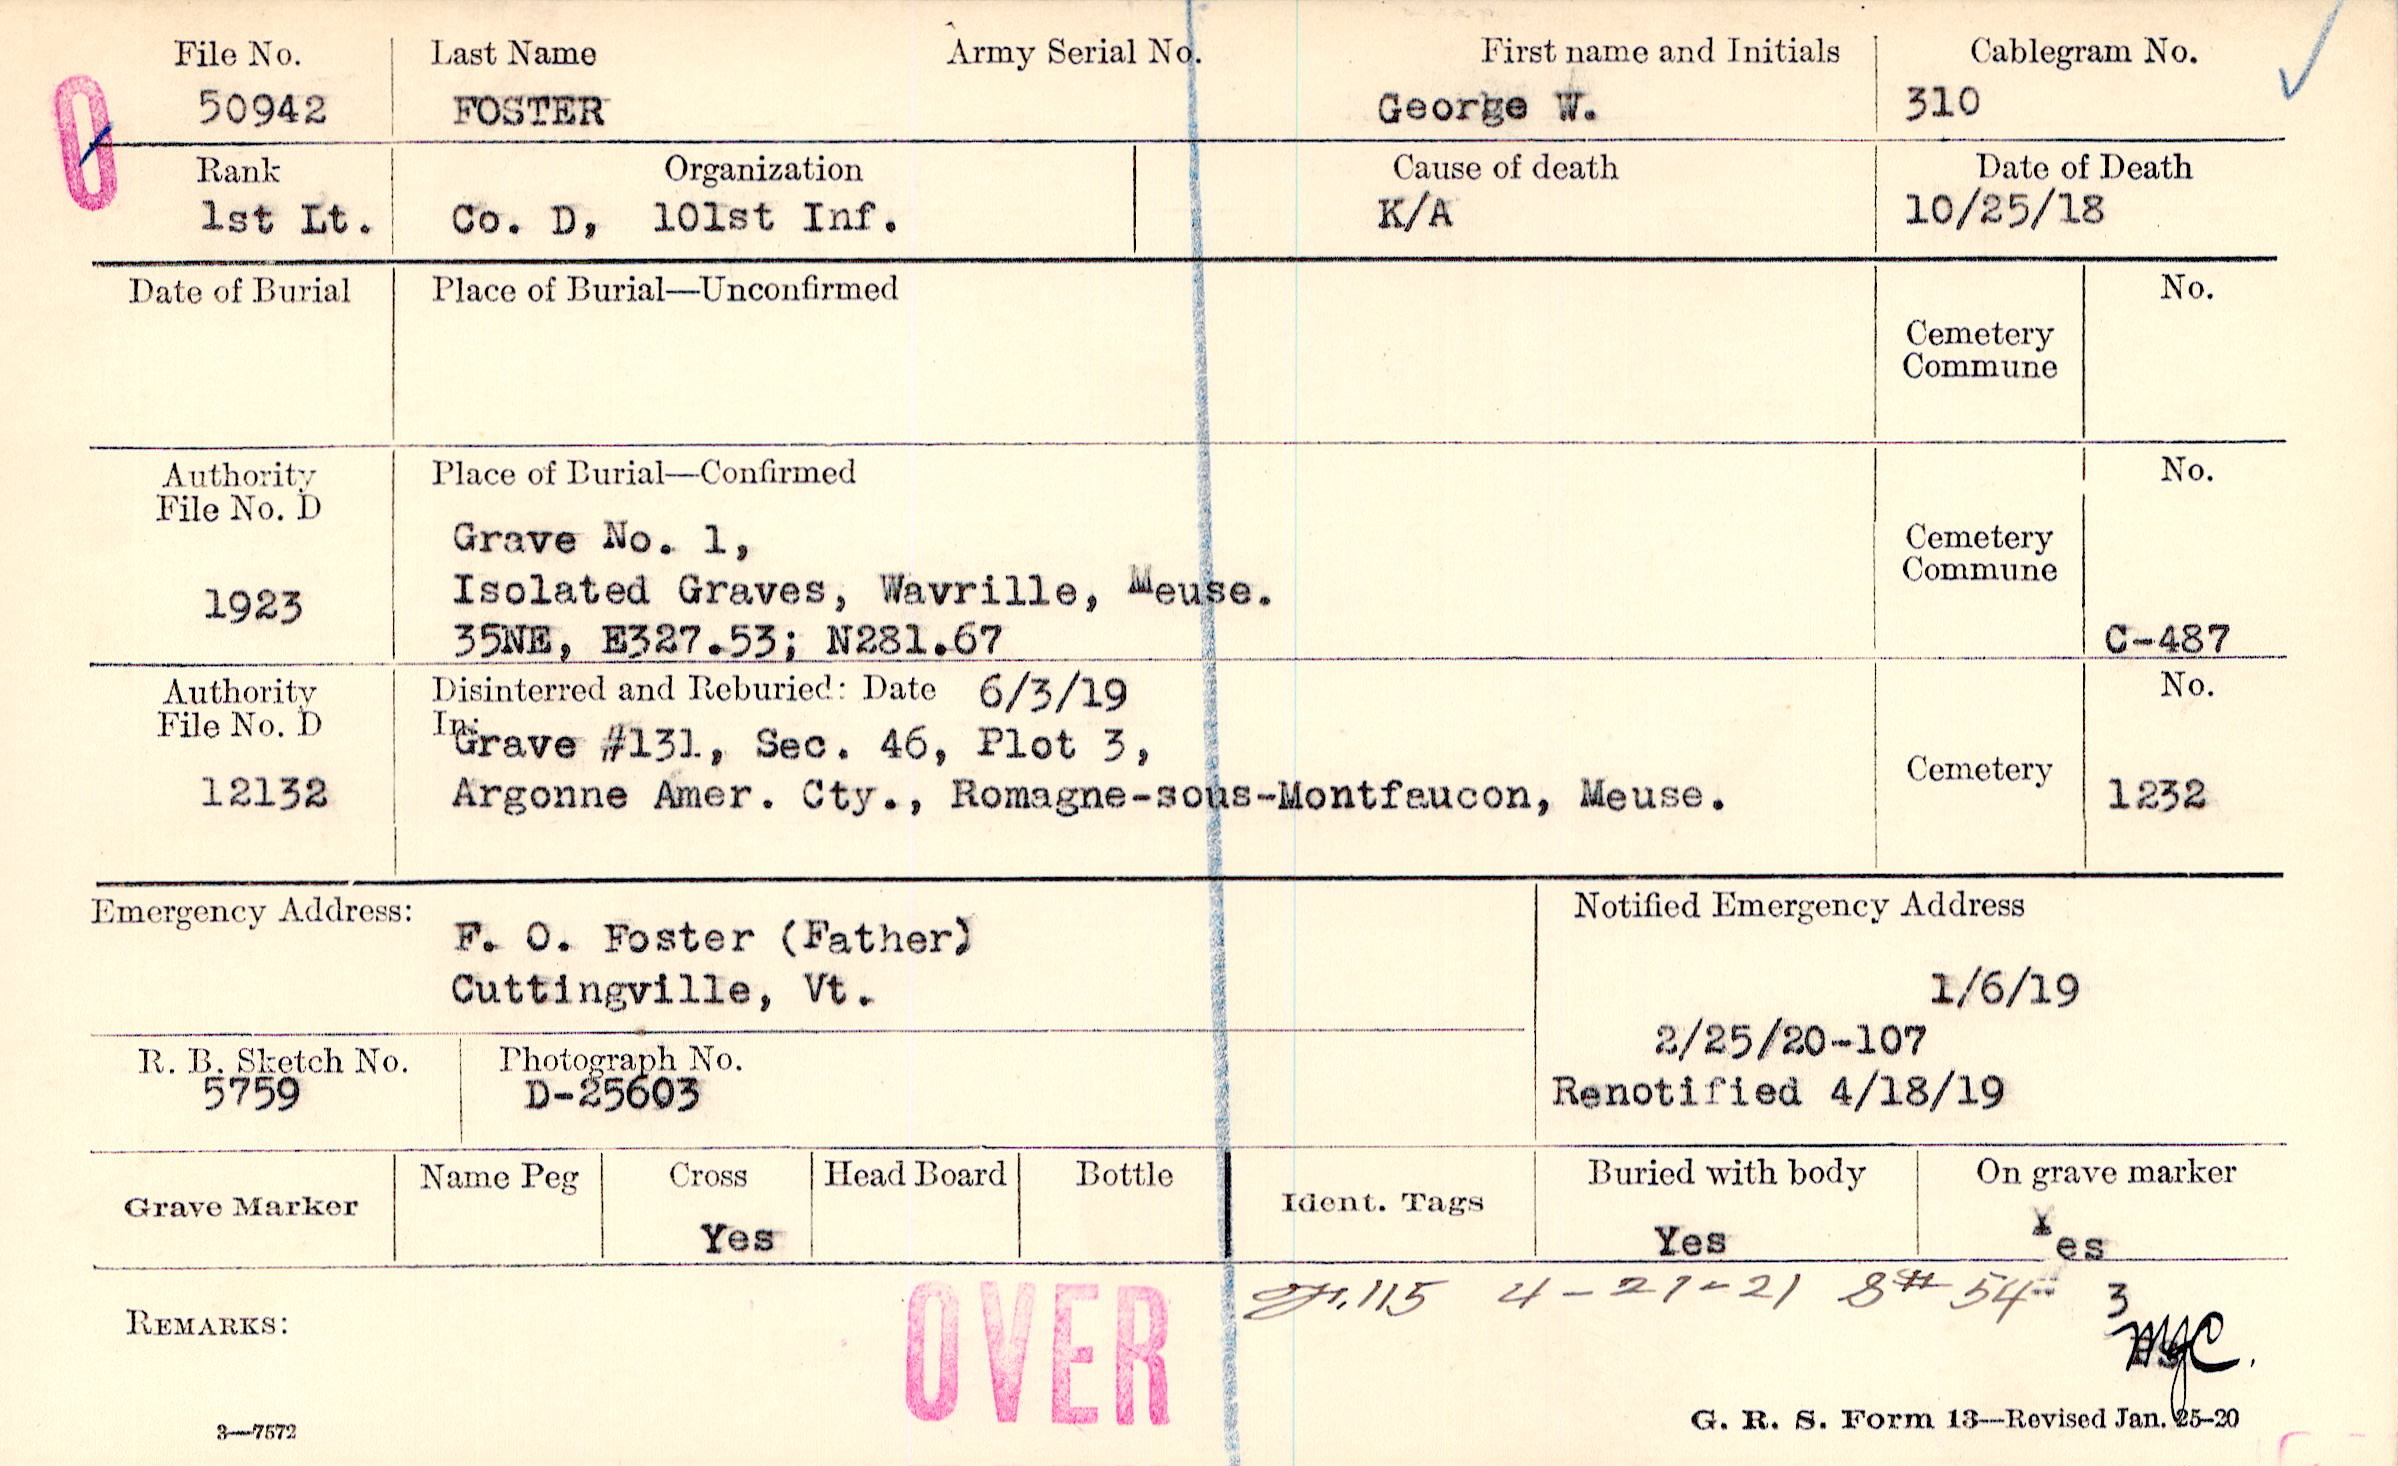 File No. Last Name Army Serial No. First name and Initials Cablegram No.
50942 FOSTER George W. 310
Rank Organization Cause of death Date of Death
1st Lt. Co. D, 101st Inf. K/A 10/25/18
Date of Burial Place of Burial—Unconfirmed No.
Cemetery
Commune
Authority Place of Burial—Confirmed No.
File No. D
Grave No. 1, Cemetery
Commune
1923 Isolated Graves, Wavrille, Meuse.
35NE, E327.53; N281.67 C-487
Authority Disinterred and Reburied: Date 6/3/19 No.
File No. D In:
Grave #131, Sec. 46, Plot 3,
Cemetery
12132 Argonne Amer. Cty., Romagne-sous-Montfaucon, Meuse. 1232
Emergency Address: Notified Emergency Address
F. O. Foster (Father)
Cuttingville, Vt. 1/6/19
2/25/20-107
R. B. Sketch No. Photograph No.
5759 D-25603 Renotified 4/18/19
Name Peg Cross Head Board Bottle Buried with body On grave marker
Grave Marker Ident. Tags
Yes Yes Yes
115 4-27-21 S# 54 3
REMARKS:
OVER
3—7572 G. R. S. Form 13—Revised Jan. 25-20